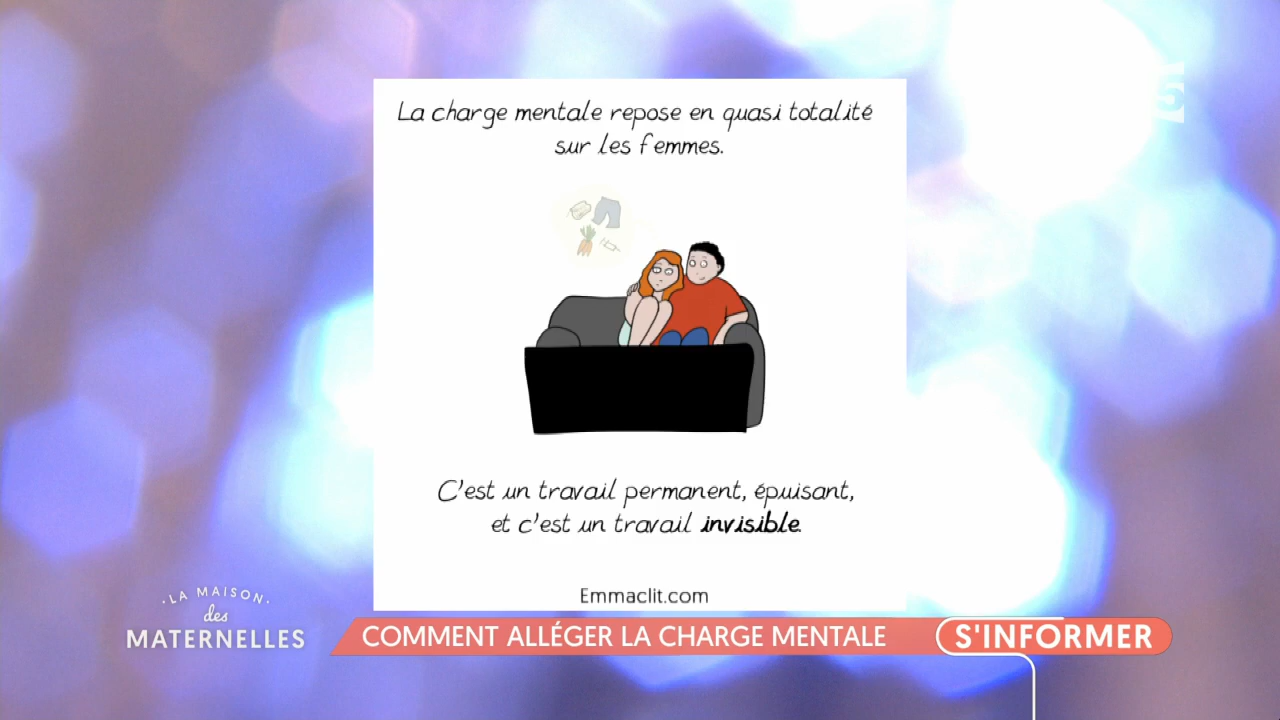 La charge mentale repose en quasi totalité
sur les femmes.
C'est un travail permanent, épuisant,
et c'est un travail invisible.
Emmaclit.com
5
·LA MAISON·
des
MATERNELLES
COMMENT ALLÉGER LA CHARGE MENTALE
S'INFORMER